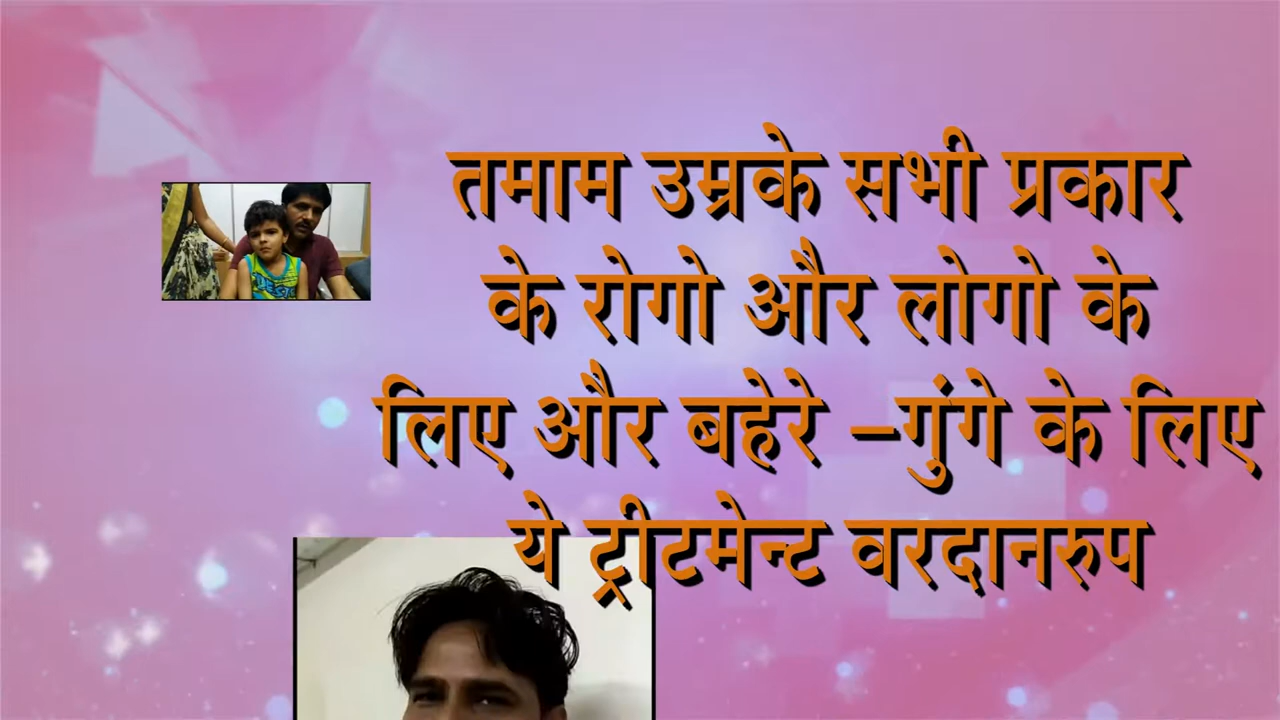 तमाम उम्रके सभी प्रकार
के रोगो और लोगो के
लिए और बहेरे –गुंगे के लिए
ये ट्रीटमेन्ट वरदानरुप